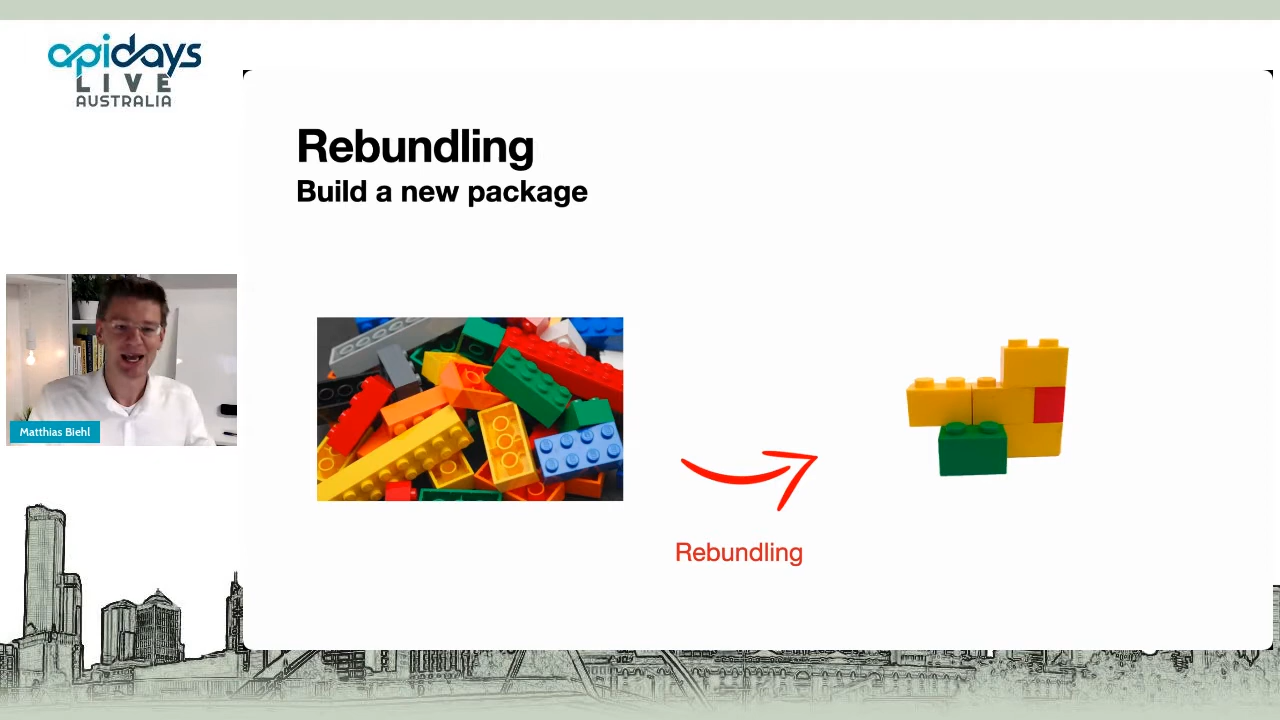 apidays
LIVE
AUSTRALIA
Rebundling
Build a new package
Matthias Biehl
Rebundling